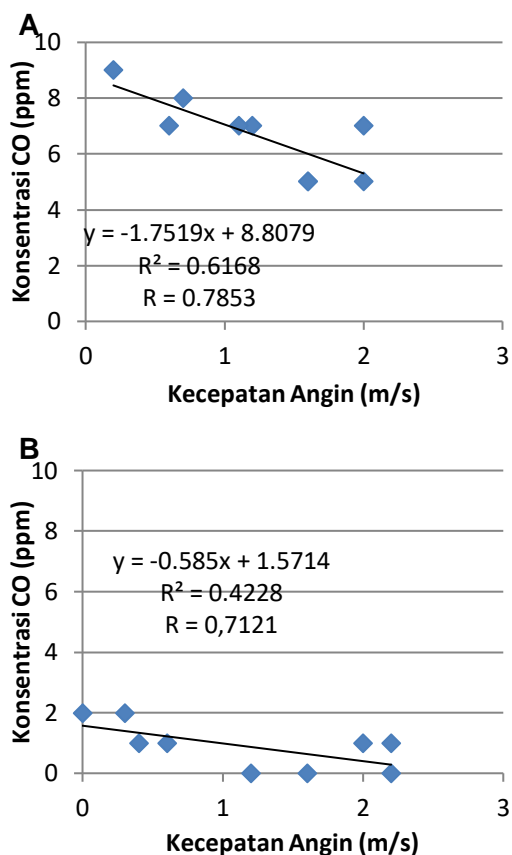 A
10
8
6
4
2
0
Konsentrasi CO (ppm)
y = -1.7519x + 8.8079
R² = 0.6168
R = 0.7853
0 1 2 3
Kecepatan Angin (m/s)
B
10
8
6
4
2
0
Konsentrasi CO (ppm)
y = -0.585x + 1.5714
R² = 0.4228
R = 0,7121
0 1 2 3
Kecepatan Angin (m/s)